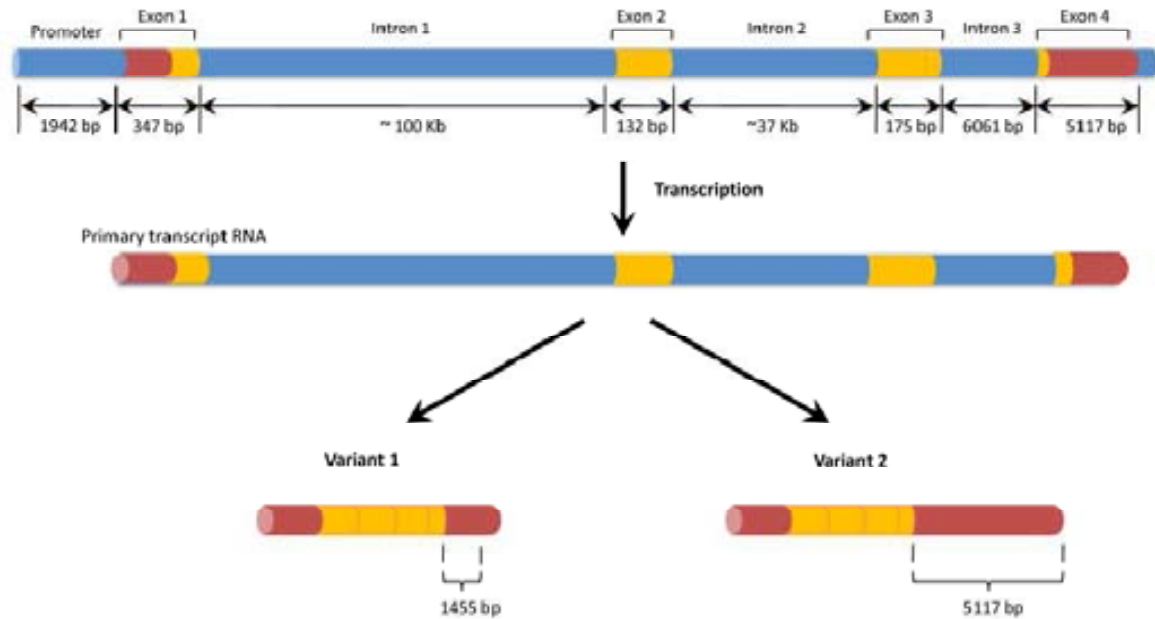 Promoter Exon 1 Intron 1 Exon 2 Intron 2 Exon 3 Intron 3 Exon 4
1942 bp 347 bp ~ 100 Kb 132 bp ~37 Kb 175 bp 6061 bp 5117 bp
Transcription
Primary transcript RNA
Variant 1 Variant 2
1455 bp 5117 bp